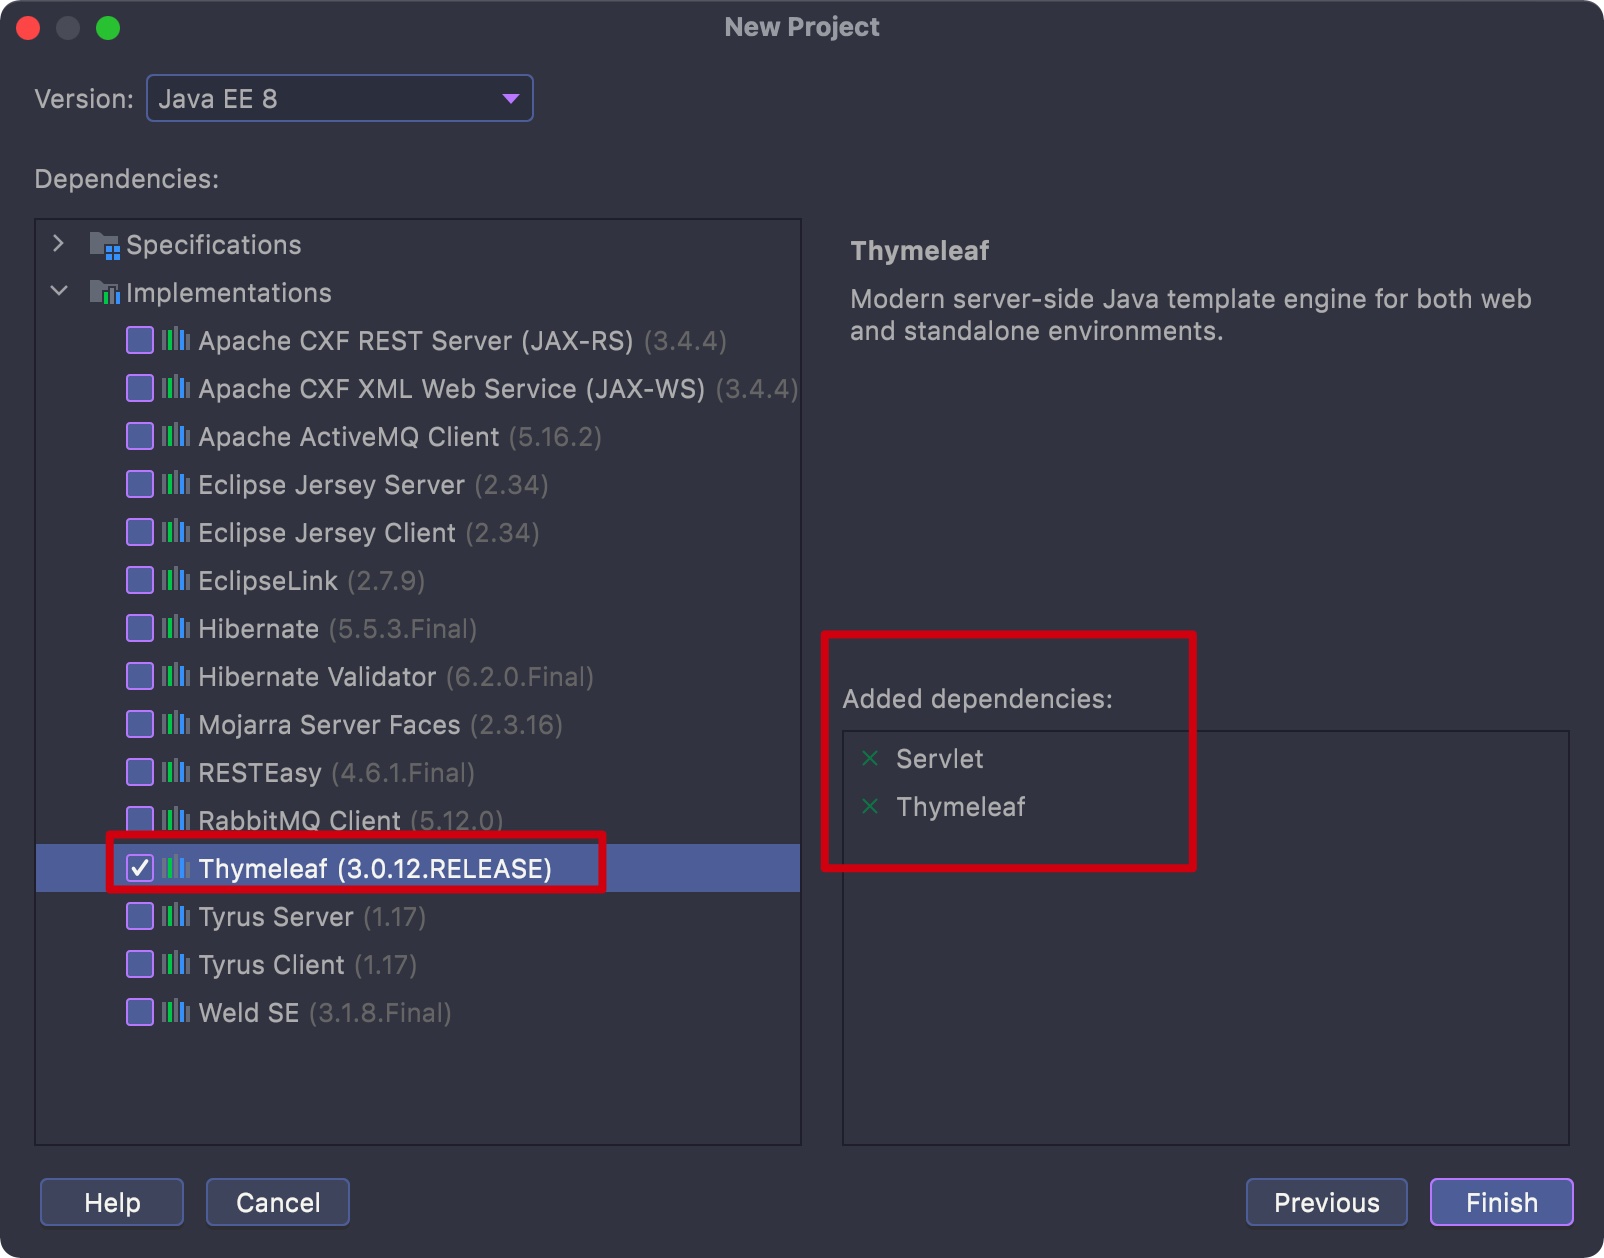 New Project
Version: Java EE 8
Dependencies:
Specifications
Implementations
Apache CXF REST Server (JAX-RS) (3.4.4)
Apache CXF XML Web Service (JAX-WS) (3.4.4)
Apache ActiveMQ Client (5.16.2)
Eclipse Jersey Server (2.34)
Eclipse Jersey Client (2.34)
EclipseLink (2.7.9)
Hibernate (5.5.3.Final)
Hibernate Validator (6.2.0.Final)
Mojarra Server Faces (2.3.16)
RESTEasy (4.6.1.Final)
RabbitMQ Client (5.12.0)
Thymeleaf (3.0.12.RELEASE)
Tyrus Server (1.17)
Tyrus Client (1.17)
Weld SE (3.1.8.Final)
Thymeleaf
Modern server-side Java template engine for both web
and standalone environments.
Added dependencies:
Servlet
Thymeleaf
Help
Cancel
Previous
Finish